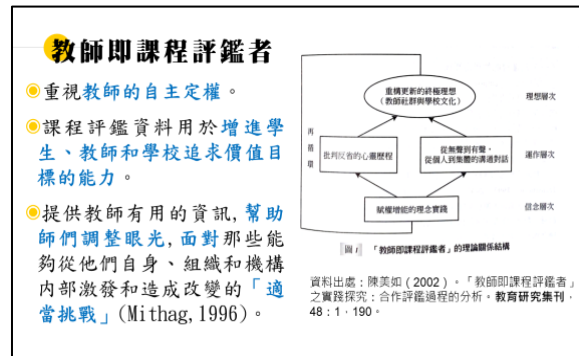 教師即課程評鑑者
重視教師的自主定權。
課程評鑑資料用於增進學
生、教師和學校追求價值目
標的能力。
提供教師有用的資訊,幫助
師們調整眼光,面對那些能
夠從他們自身、組織和機構
內部激發和造成改變的「適
當挑戰」(Mithag,1996)。
重構更新的終極理想
(教師社群與學校文化)
理想層次
再循環
批判反省的心靈歷程
從無聲到有聲,
從個人到集體的溝通對話
運作層次
賦權增能的理念實踐
信念層次
圖1 「教師即課程評鑑者」的理論關係結構
資料出處:陳美如(2002)。「教師即課程評鑑者」
之實踐探究:合作評鑑過程的分析。教育研究集刊,
48:1,190。